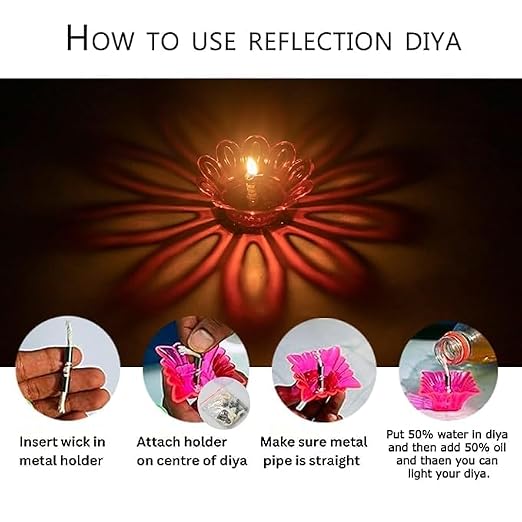 HOW TO USE REFLECTION DIYA
Insert wick in
metal holder
Attach holder
on centre of diya
Make sure metal
pipe is straight
Put 50% water in diya
and then add 50% oil
and thaen you can
light your diya.